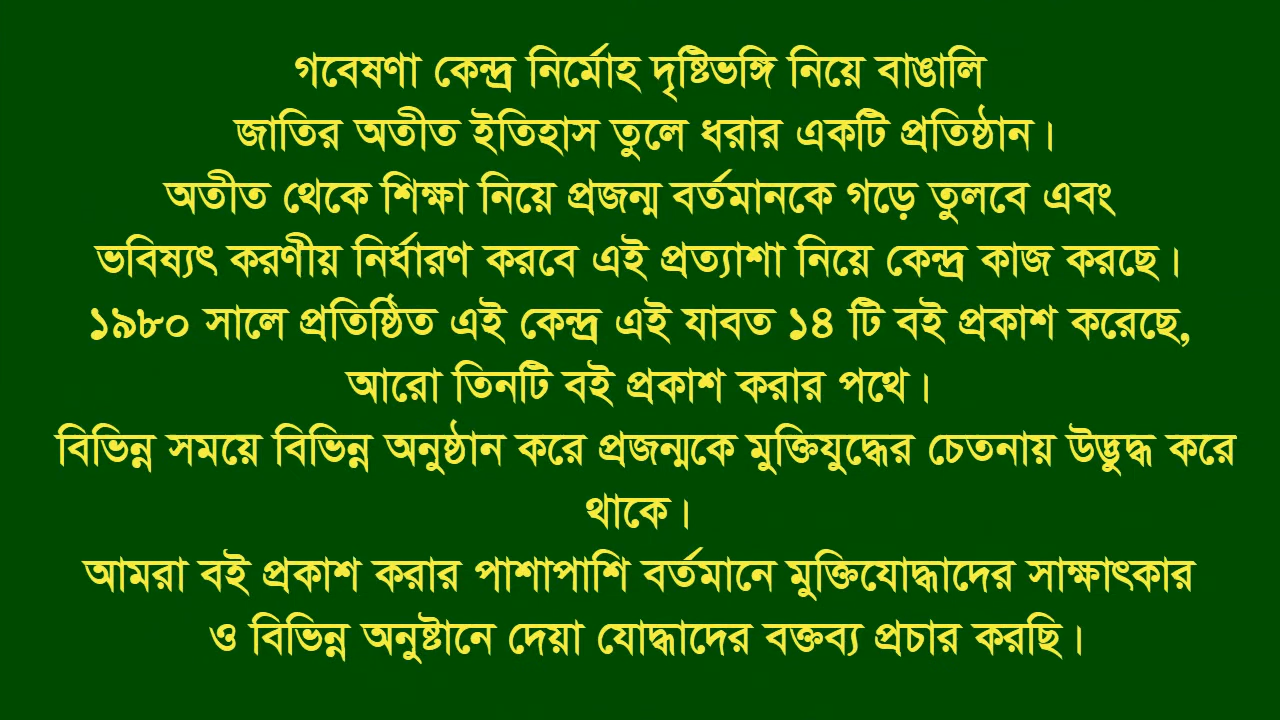 গবেষণা কেন্দ্র নির্মোহ দৃষ্টিভঙ্গি নিয়ে বাঙালি
জাতির অতীত ইতিহাস তুলে ধরার একটি প্রতিষ্ঠান।
অতীত থেকে শিক্ষা নিয়ে প্রজন্ম বর্তমানকে গড়ে তুলবে এবং
ভবিষ্যৎ করণীয় নির্ধারণ করবে এই প্রত্যাশা নিয়ে কেন্দ্র কাজ করছে।
১৯৮০ সালে প্রতিষ্ঠিত এই কেন্দ্র এই যাবত ১৪ টি বই প্রকাশ করেছে,
আরো তিনটি বই প্রকাশ করার পথে।
বিভিন্ন সময়ে বিভিন্ন অনুষ্ঠান করে প্রজন্মকে মুক্তিযুদ্ধের চেতনায় উদ্ভুদ্ধ করে
থাকে।
আমরা বই প্রকাশ করার পাশাপাশি বর্তমানে মুক্তিযোদ্ধাদের সাক্ষাৎকার
ও বিভিন্ন অনুষ্টানে দেয়া যোদ্ধাদের বক্তব্য প্রচার করছি।